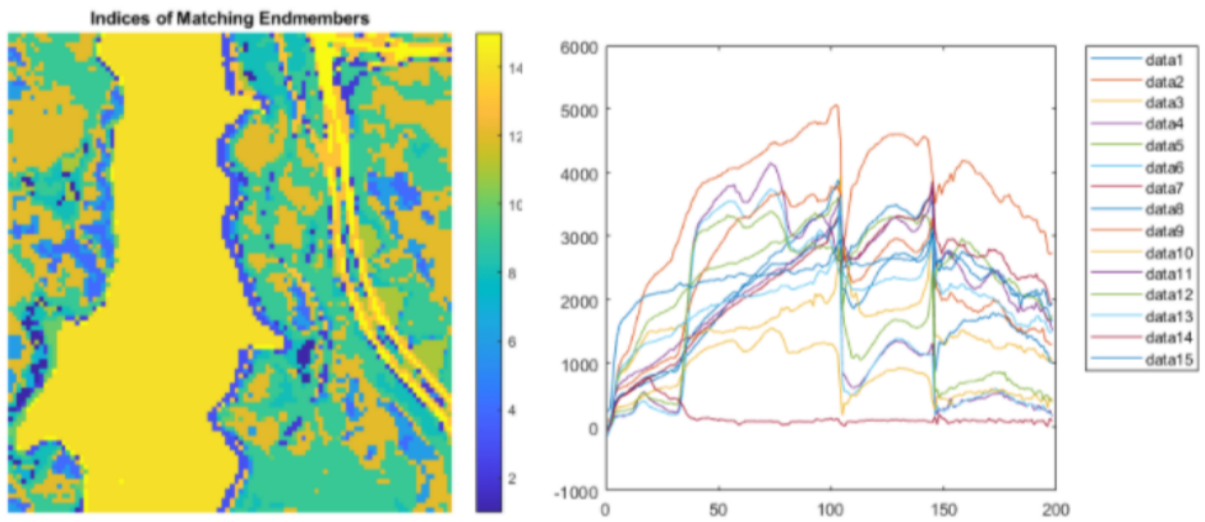 Indices of Matching Endmembers
14
12
10
8
6
4
2
6000
5000
4000
3000
2000
1000
0
-1000
0
50
100
150
200
data1
data2
data3
data4
data5
data6
data7
data8
data9
data10
data11
data12
data13
data14
data15